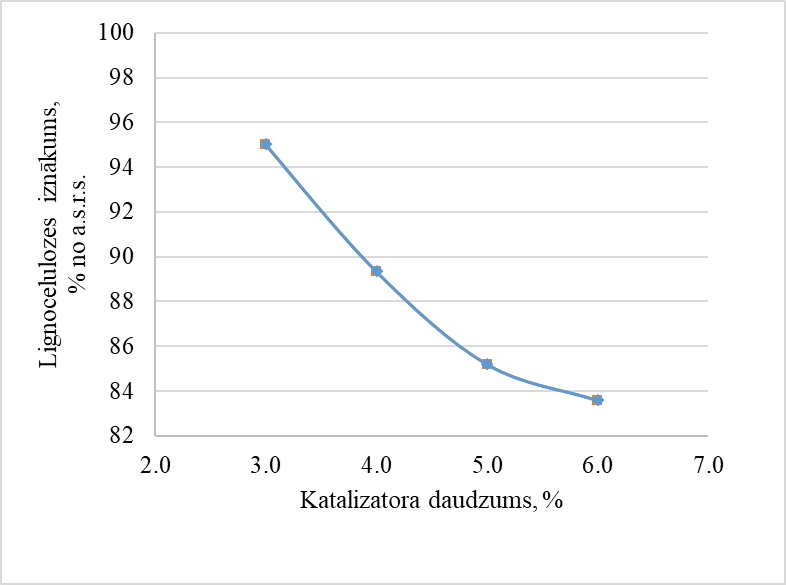 100
98
96
94
92
90
88
86
84
82
Lignocelulozes iznākums,
% no a.s.r.s.
2.0 3.0 4.0 5.0 6.0 7.0
Katalizatora daudzums, %